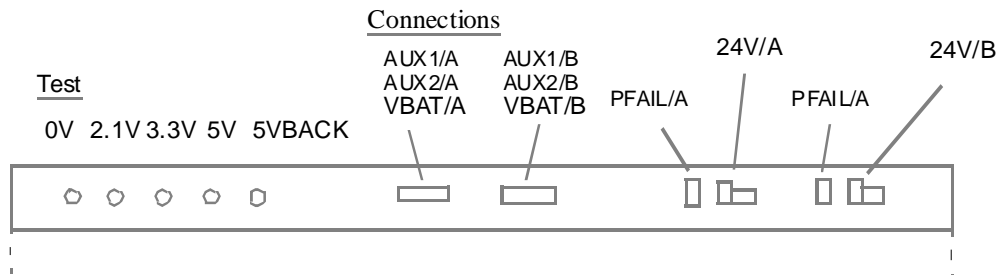 Connections
Test
0V 2.1V 3.3V 5V 5VBACK
AUX1/A
AUX2/A
VBAT/A
AUX1/B
AUX2/B
VBAT/B
PFAIL/A
24V/A
PFAIL/A
24V/B